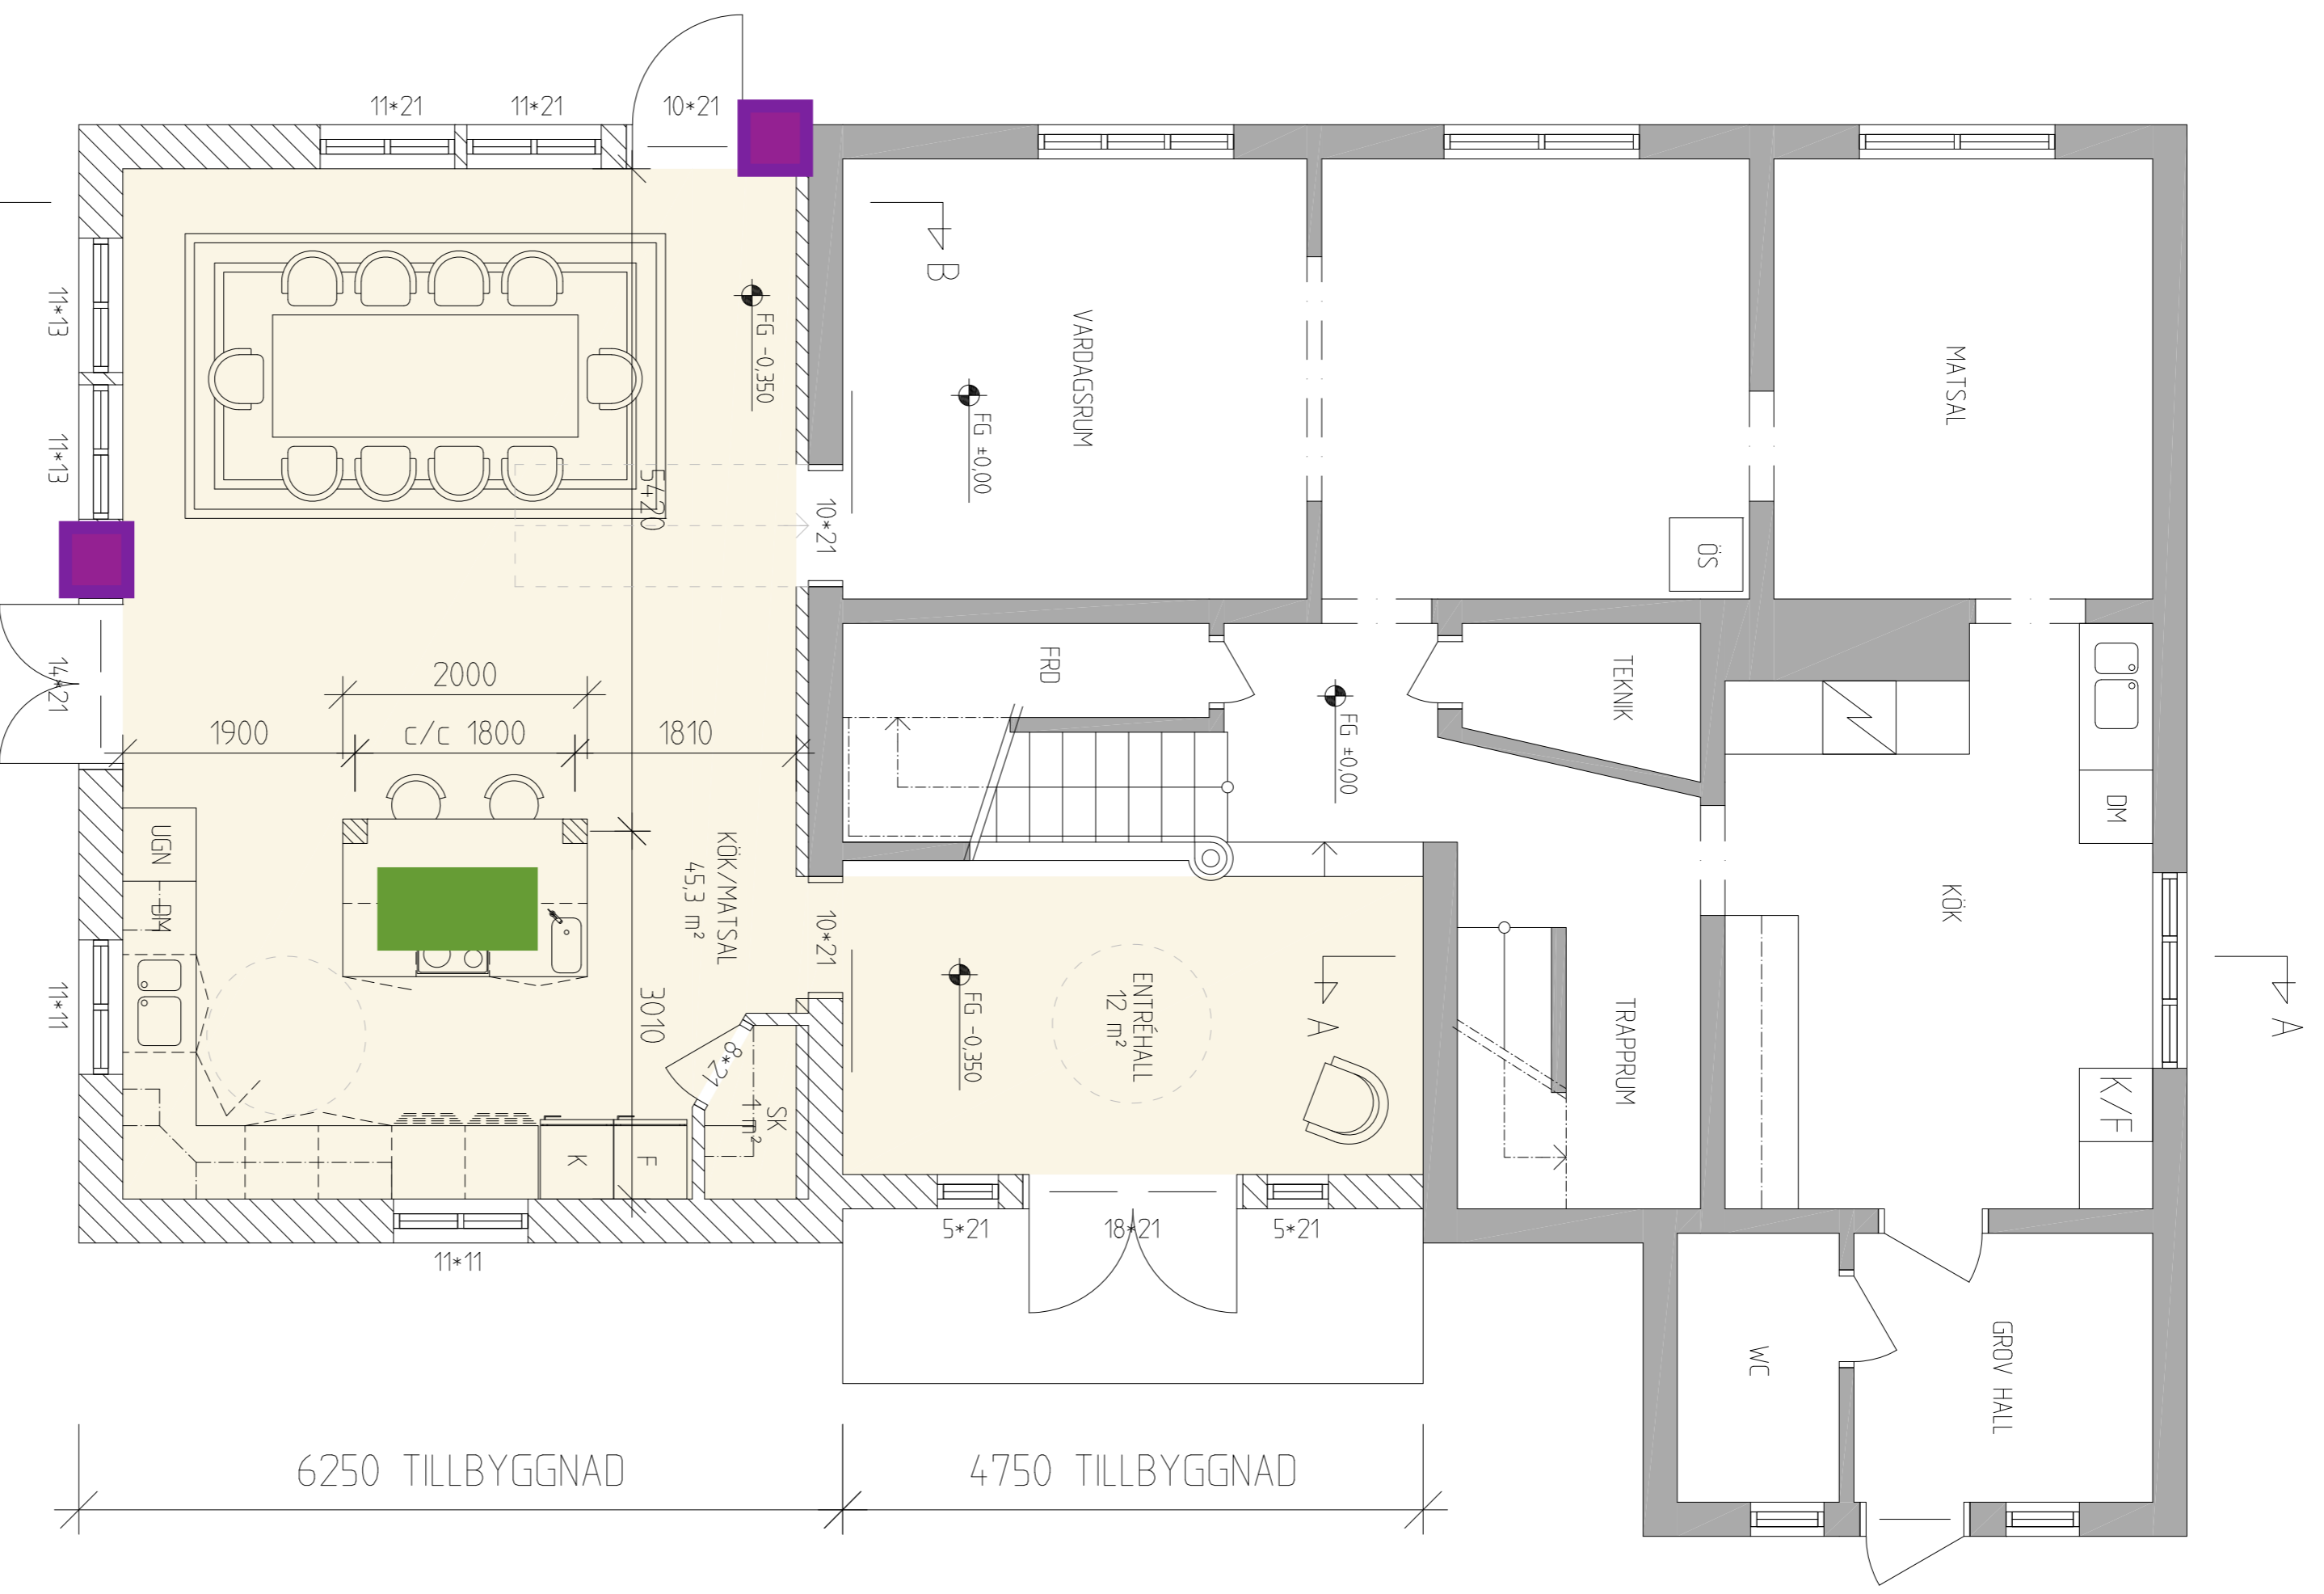 11*21
11*21
10*21
11*13
11*13
14*21
11*11
11*11
B
FG -0,350
VARDAGSRUM
FG ±0,00
MATSAL
5420
10*21
ÖS
FRD
TEKNIK
FG ±0,00
2000
1900
c/c 1800
1810
UGN
DM
KÖK/MATSAL
45,3 m²
3010
10*21
FG -0,350
ENTRÉHALL
12 m²
A
TRAPPRUM
KÖK
DM
K/F
A
8*21
SK
1 m²
K
F
5*21
18*21
5*21
WC
GROV HALL
6250 TILLBYGGNAD
4750 TILLBYGGNAD